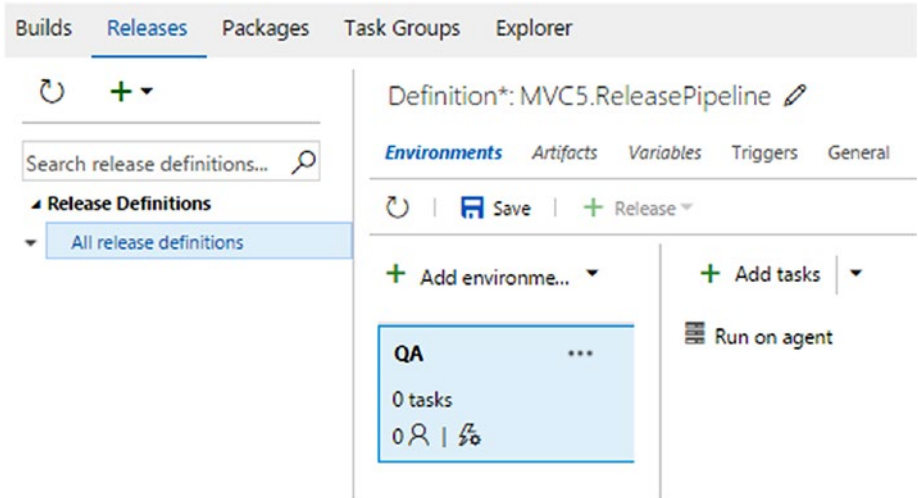 Builds Releases Packages Task Groups Explorer
Definition*: MVC5.ReleasePipeline
Search release definitions...
Environments Artifacts Variables Triggers General
Release Definitions
Save Release
All release definitions
Add environme... Add tasks
QA
Run on agent
0 tasks
0